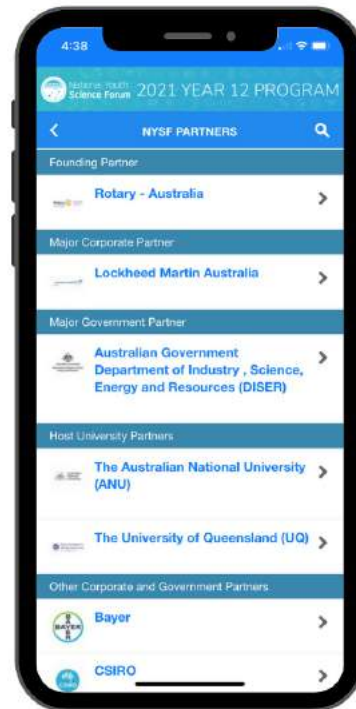 4:38
National Youth
Science Forum 2021 YEAR 12 PROGRAM
NYSF PARTNERS
Founding Partner
Rotary - Australia
Major Corporate Partner
Lockheed Martin Australia
Major Government Partner
Australian Government
Department of Industry , Science,
Energy and Resources (DISER)
Host University Partners
The Australian National University
(ANU)
The University of Queensland (UQ)
Other Corporate and Government Partners
BAYER
Bayer
CSIRO
CSIRO